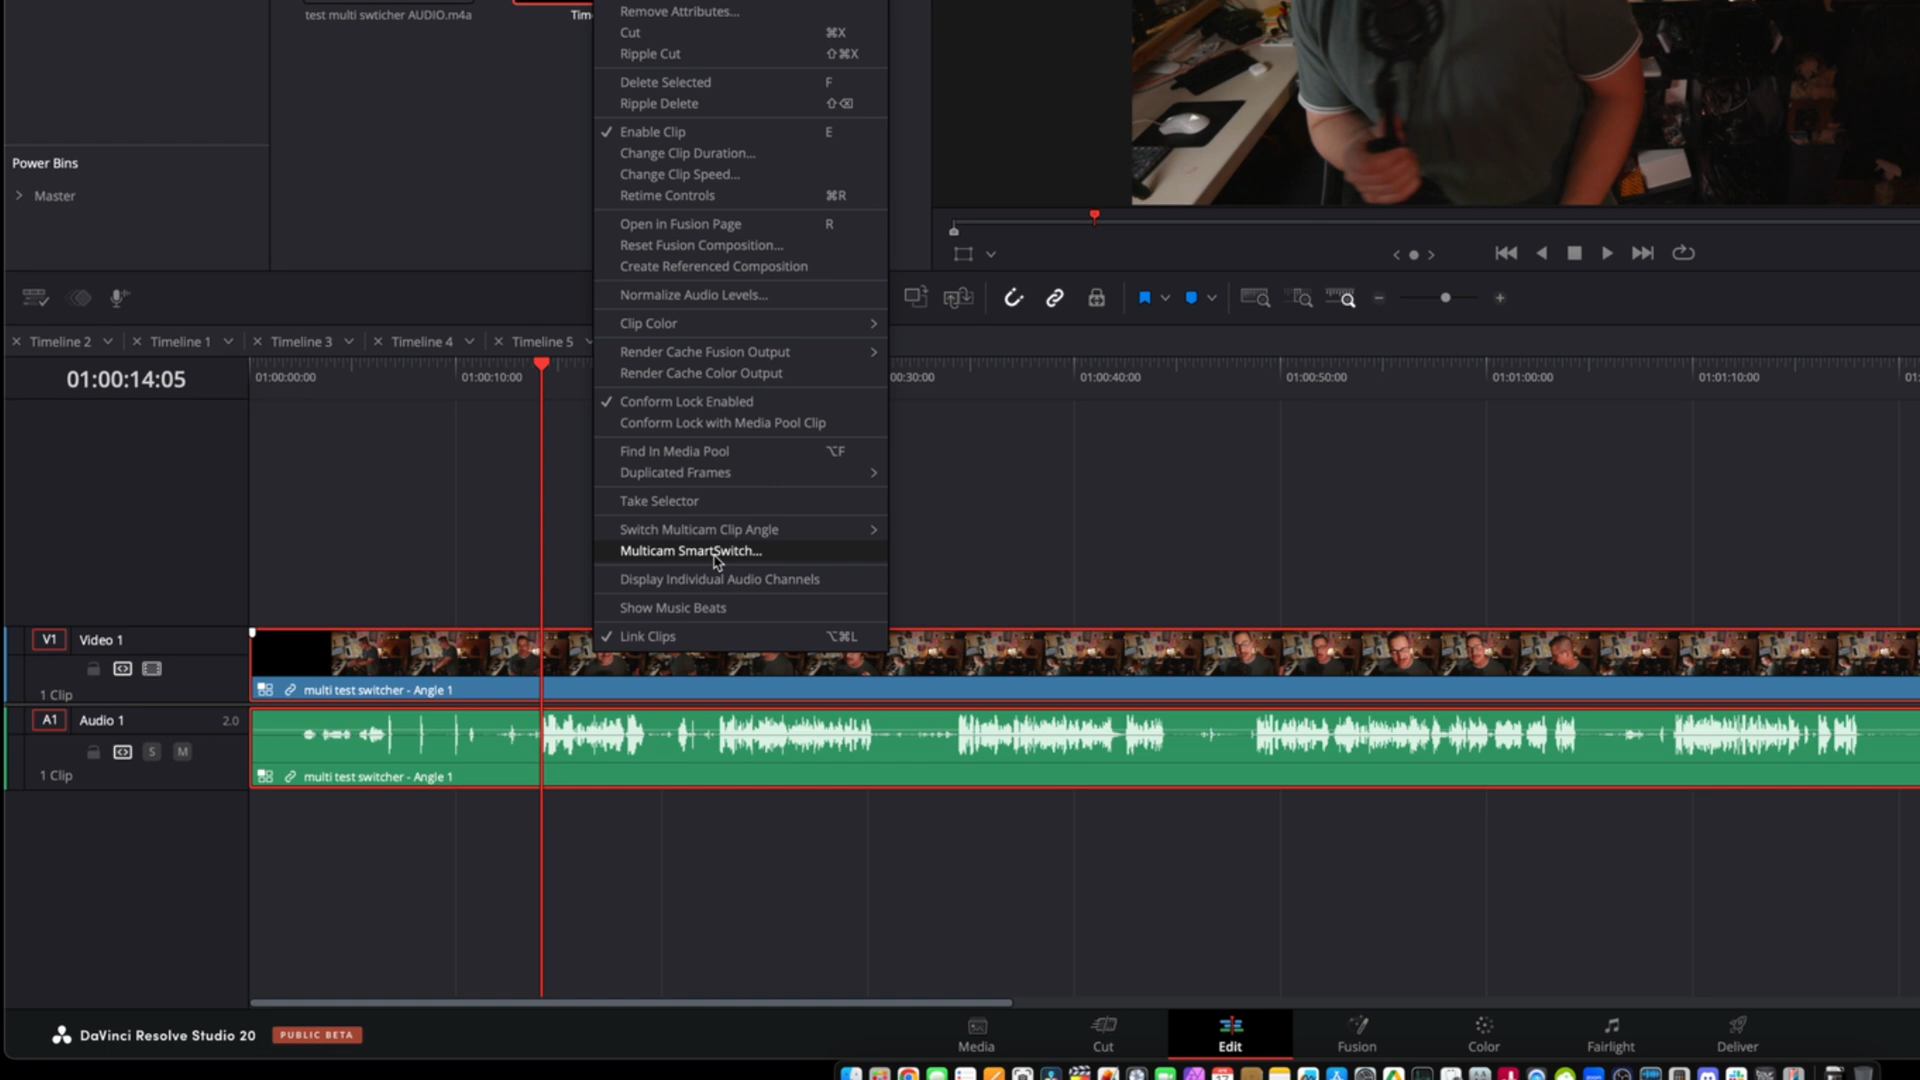 test multi swticher AUDIO.m4a
Tim
Remove Attributes...
Cut ⌘X
Ripple Cut ⇧⌘X
Delete Selected F
Ripple Delete ⇧⌫
Enable Clip E
Change Clip Duration...
Change Clip Speed...
Retime Controls ⌘R
Open in Fusion Page R
Reset Fusion Composition...
Create Referenced Composition
Normalize Audio Levels...
Clip Color
Render Cache Fusion Output
Render Cache Color Output
Conform Lock Enabled
Conform Lock with Media Pool Clip
Find In Media Pool ⌥F
Duplicated Frames
Take Selector
Switch Multicam Clip Angle
Multicam SmartSwitch...
Display Individual Audio Channels
Show Music Beats
Link Clips ⌥⌘L
Power Bins
Master
Timeline 2
Timeline 1
Timeline 3
Timeline 4
Timeline 5
01:00:14:05
01:00:00:00
01:00:10:00
00:30:00
01:00:40:00
01:00:50:00
01:01:00:00
01:01:10:00
01:
V1 Video 1
1 Clip
multi test switcher - Angle 1
A1 Audio 1 2.0
S M
1 Clip
multi test switcher - Angle 1
DaVinci Resolve Studio 20 PUBLIC BETA
Media
Cut
Edit
Fusion
Color
Fairlight
Deliver
17